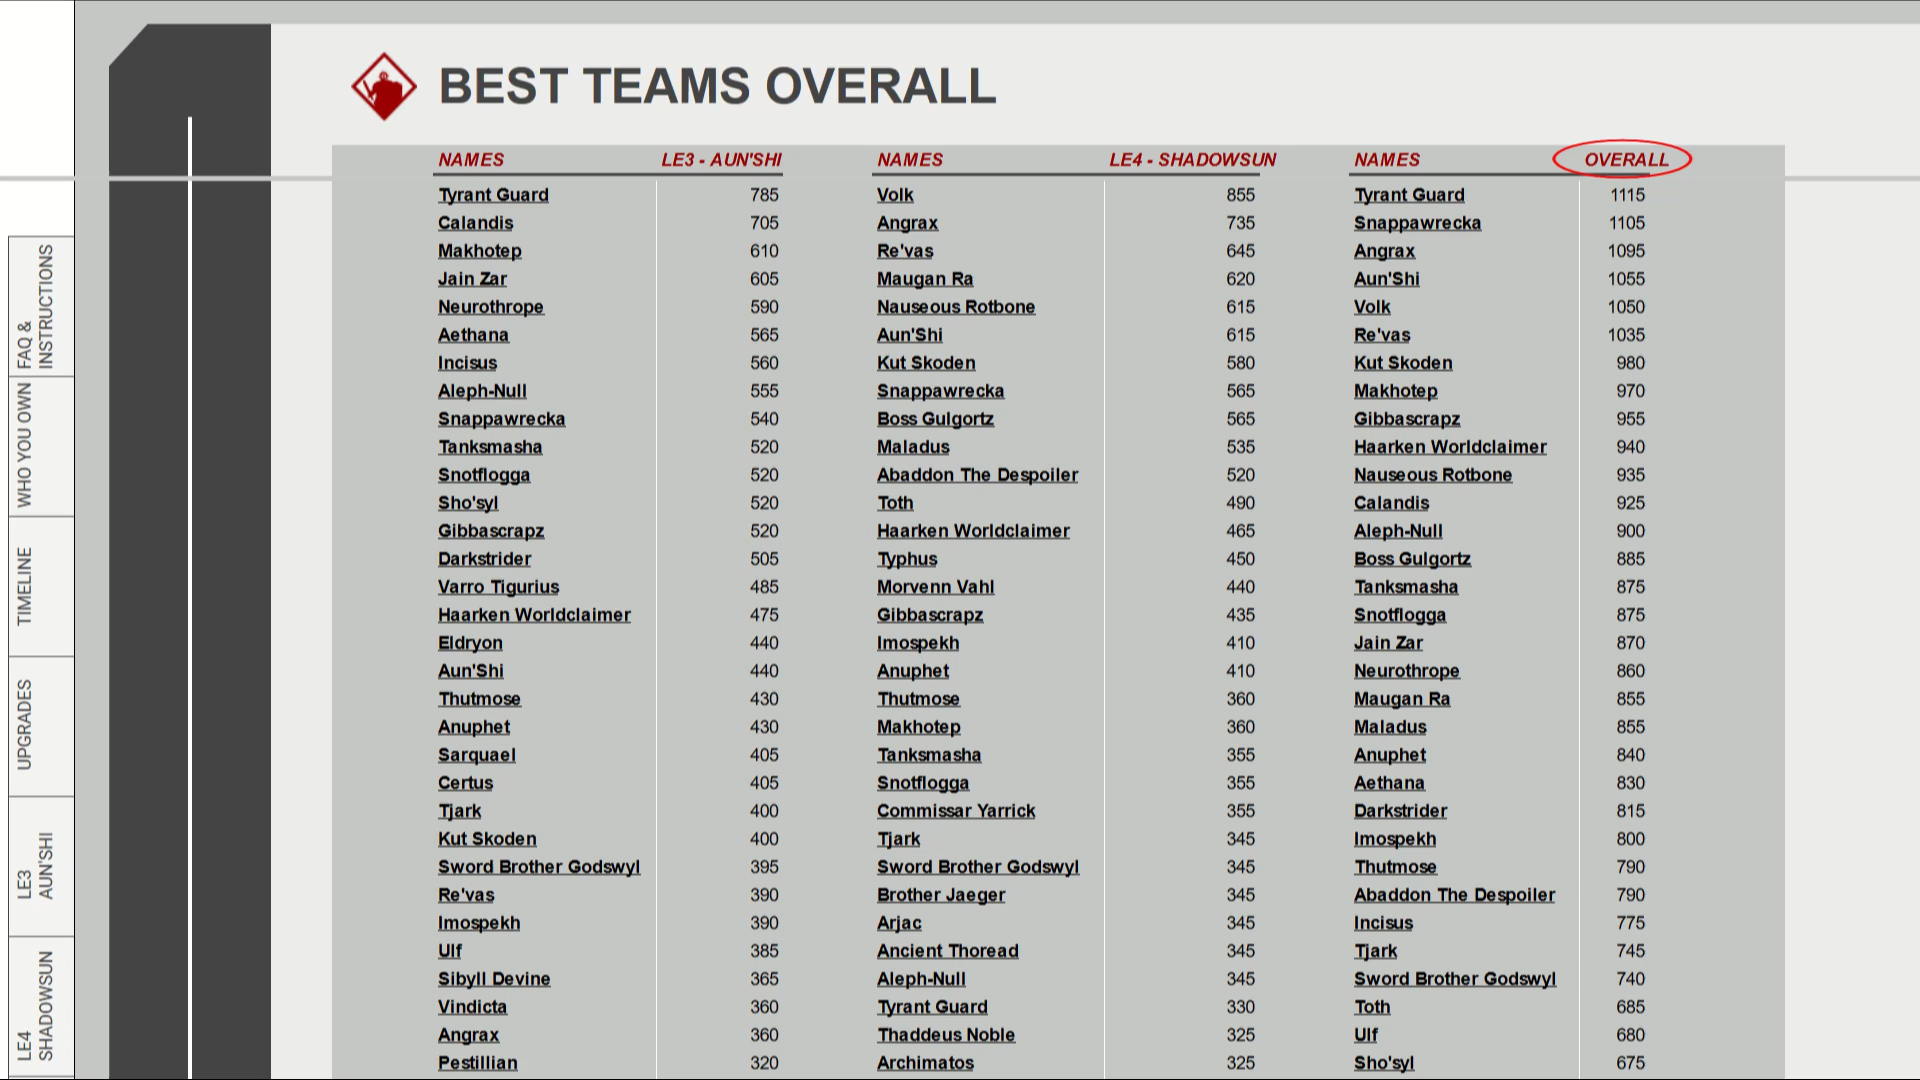 BEST TEAMS OVERALL
NAMES LE3 - AUN'SHI NAMES LE4 - SHADOWSUN NAMES OVERALL
Tyrant Guard 785 Volk 855 Tyrant Guard 1115
Calandis 705 Angrax 735 Snappawrecka 1105
Makhotep 610 Re'vas 645 Angrax 1095
Jain Zar 605 Maugan Ra 620 Aun'Shi 1055
Neurothrope 590 Nauseous Rotbone 615 Volk 1050
Aethana 565 Aun'Shi 615 Re'vas 1035
Incisus 560 Kut Skoden 580 Kut Skoden 980
Aleph-Null 555 Snappawrecka 565 Makhotep 970
Snappawrecka 540 Boss Gulgortz 565 Gibbascrapz 955
Tanksmasha 520 Maladus 535 Haarken Worldclaimer 940
Snotflogga 520 Abaddon The Despoiler 520 Nauseous Rotbone 935
Sho'syl 520 Toth 490 Calandis 925
Gibbascrapz 520 Haarken Worldclaimer 465 Aleph-Null 900
Darkstrider 505 Typhus 450 Boss Gulgortz 885
Varro Tigurius 485 Morvenn Vahl 440 Tanksmasha 875
Haarken Worldclaimer 475 Gibbascrapz 435 Snotflogga 875
Eldryon 440 Imospekh 410 Jain Zar 870
Aun'Shi 440 Anuphet 410 Neurothrope 860
Thutmose 430 Thutmose 360 Maugan Ra 855
Anuphet 430 Makhotep 360 Maladus 855
Sarquael 405 Tanksmasha 355 Anuphet 840
Certus 405 Snotflogga 355 Aethana 830
Tjark 400 Commissar Yarrick 355 Darkstrider 815
Kut Skoden 400 Tjark 345 Imospekh 800
Sword Brother Godswyl 395 Sword Brother Godswyl 345 Thutmose 790
Re'vas 390 Brother Jaeger 345 Abaddon The Despoiler 790
Imospekh 390 Arjac 345 Incisus 775
Ulf 385 Ancient Thoread 345 Tjark 745
Sibyll Devine 365 Aleph-Null 345 Sword Brother Godswyl 740
Vindicta 360 Tyrant Guard 330 Toth 685
Angrax 360 Thaddeus Noble 325 Ulf 680
Pestillian 320 Archimatos 325 Sho'syl 675
FAQ &
INSTRUCTIONS
WHO YOU OWN
TIMELINE
UPGRADES
LE3
AUN'SHI
LE4
SHADOWSUN